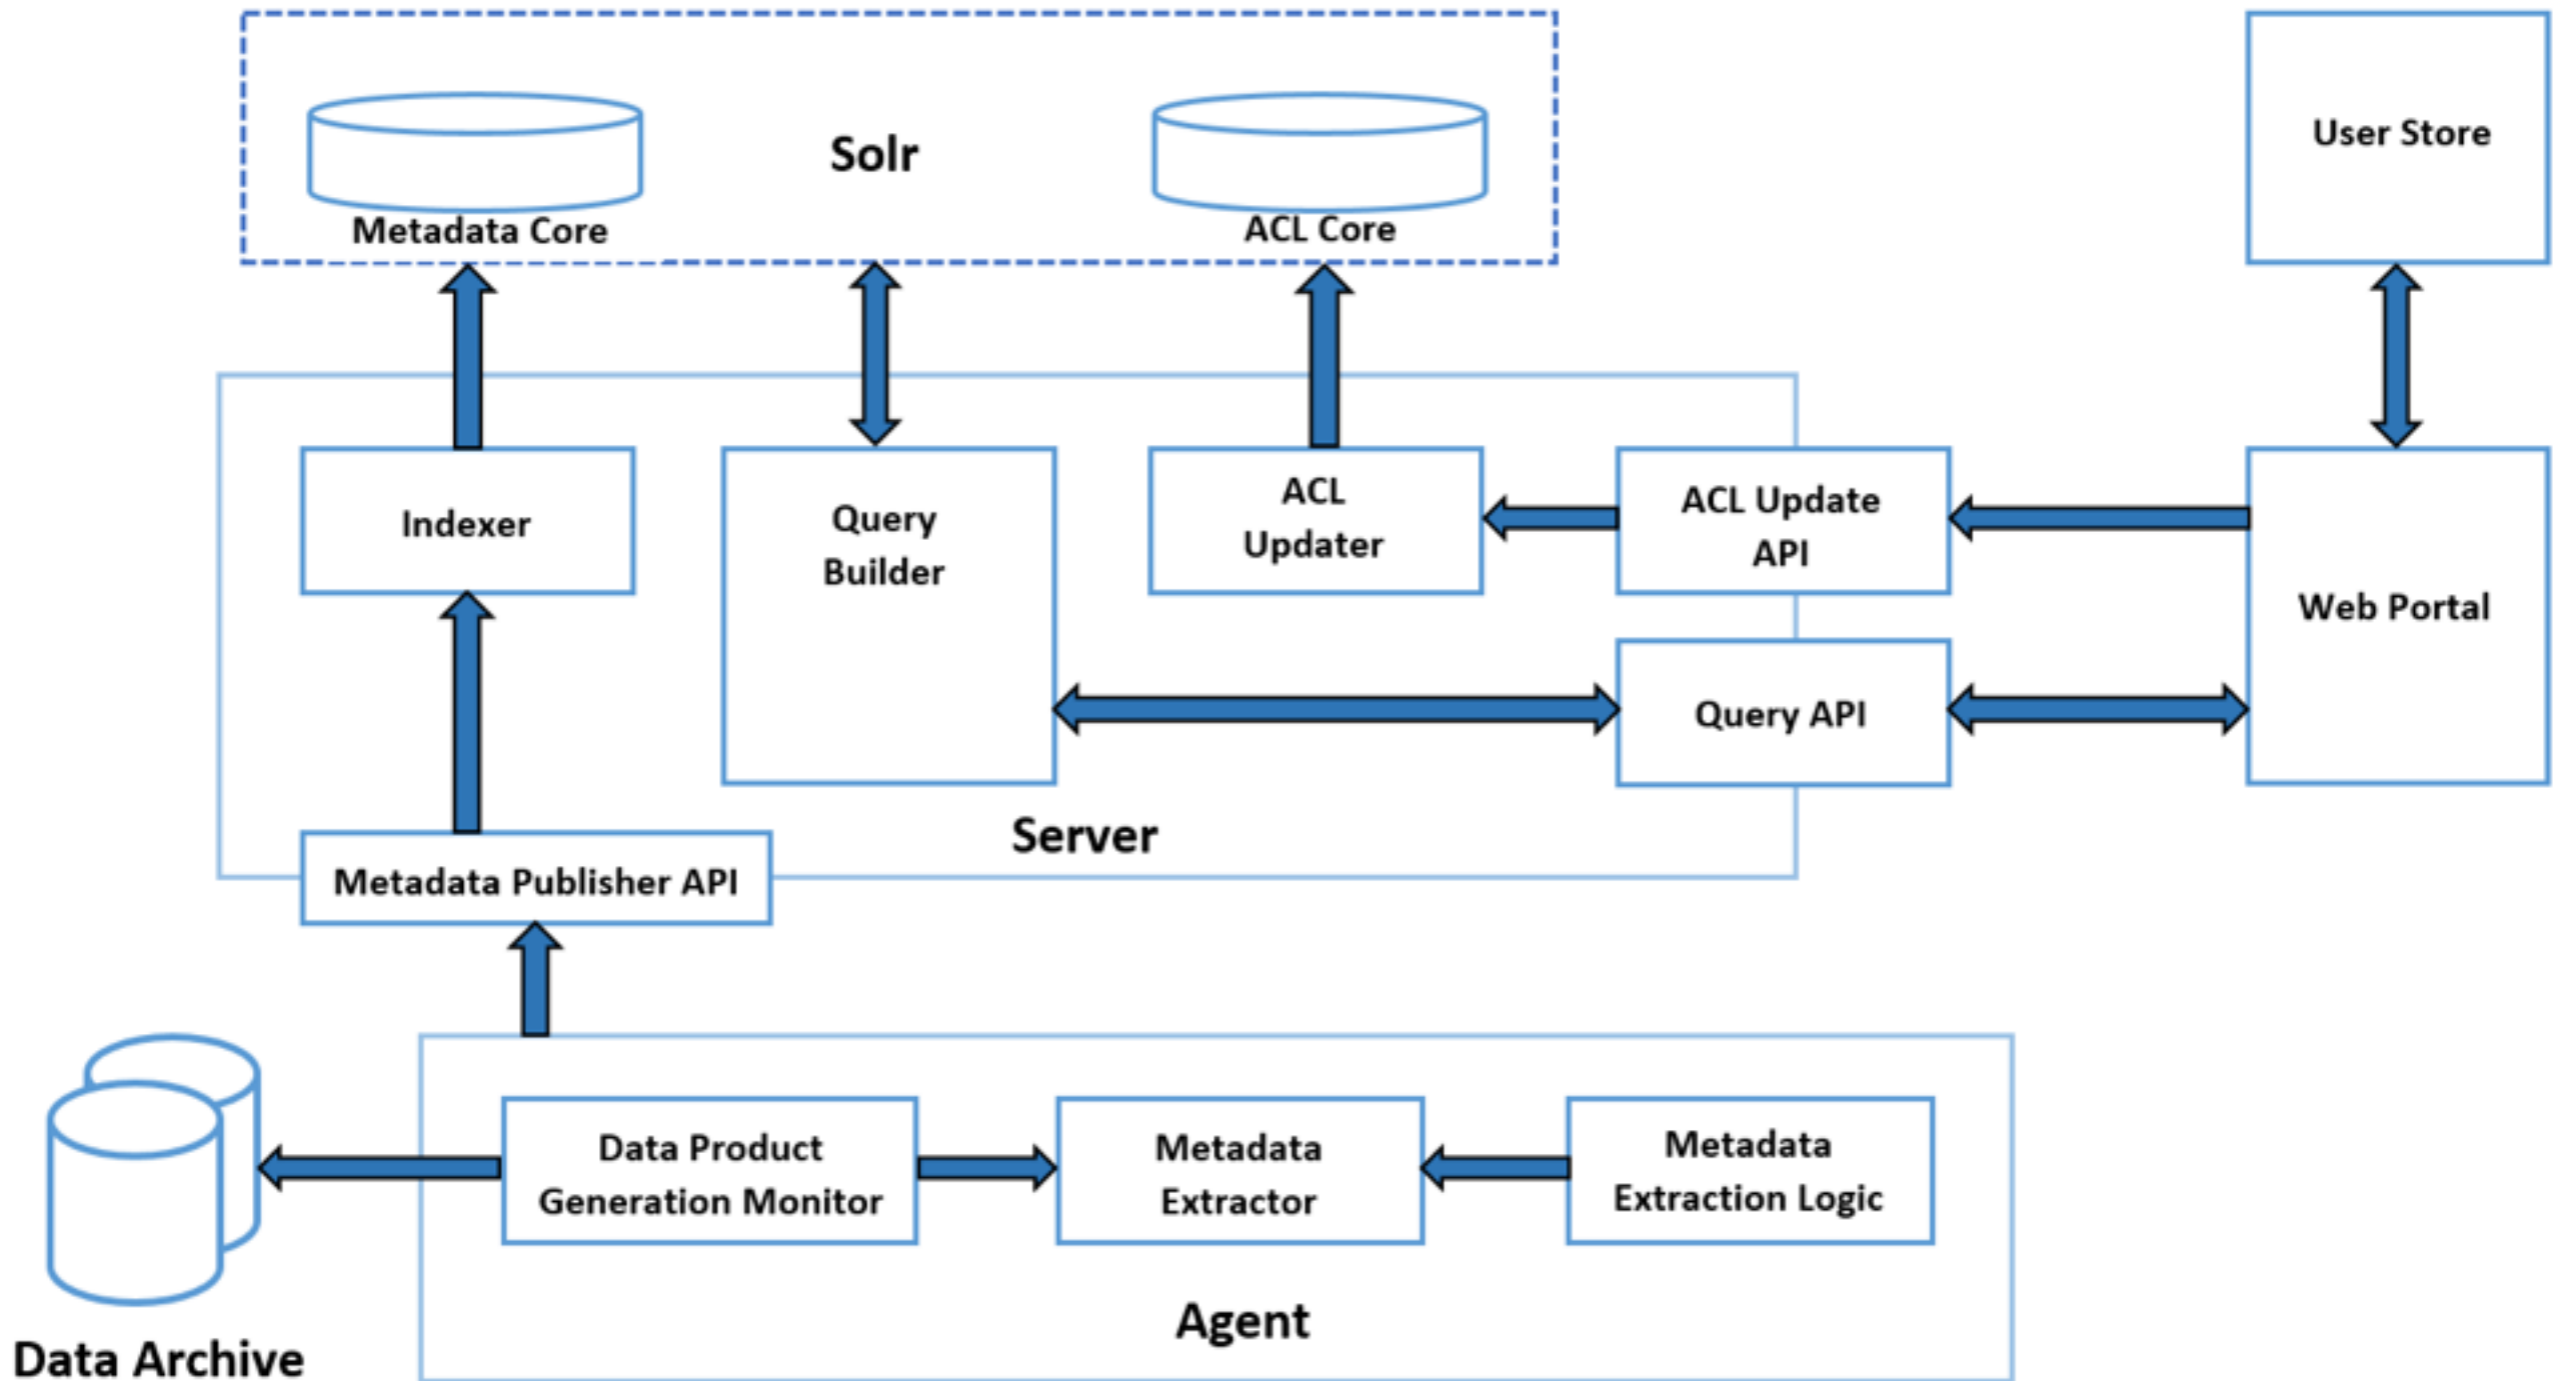 Solr
Metadata Core
ACL Core
User Store
Indexer
Query
Builder
ACL
Updater
ACL Update
API
Web Portal
Query API
Server
Metadata Publisher API
Data Product
Generation Monitor
Metadata
Extractor
Metadata
Extraction Logic
Agent
Data Archive